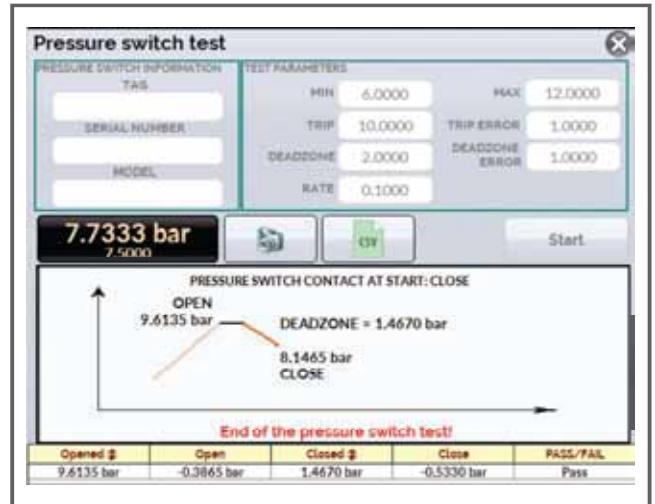 Pressure switch test
PRESSURE SWITCH INFORMATION
TAG
SERIAL NUMBER
MODEL
TEST PARAMETERS
MIN 6.0000 MAX 12.0000
TRIP 10.0000 TRIP ERROR 1.0000
DEADZONE 2.0000 DEADZONE ERROR 1.0000
RATE 0.1000
7.7333 bar
7.5000
CSV
Start
PRESSURE SWITCH CONTACT AT START: CLOSE
OPEN
9.6135 bar
DEADZONE = 1.4670 bar
8.1465 bar
CLOSE
End of the pressure switch test!
Opened $ Open Closed $ Close PASS/FAIL
9.6135 bar -0.3865 bar 1.4670 bar -0.5330 bar Pass